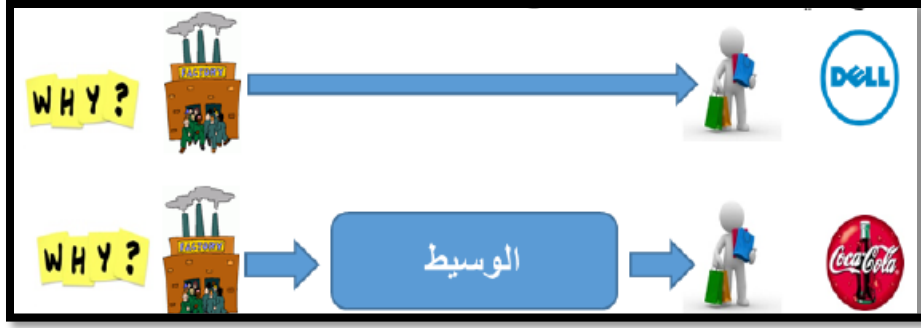 WHY?
FACTORY
DELL
WHY?
FACTORY
الوسيط
Coca-Cola